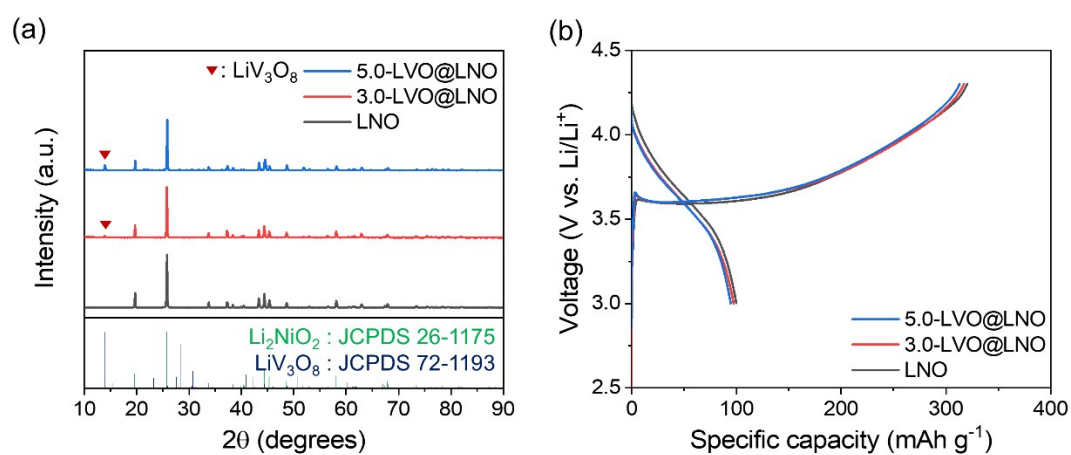 (a)
▼: LiV₃O₈
5.0-LVO@LNO
3.0-LVO@LNO
LNO
Intensity (a.u.)
Li₂NiO₂ : JCPDS 26-1175
LiV₃O₈ : JCPDS 72-1193
10 20 30 40 50 60 70 80 90
2θ (degrees)
(b)
4.5
4.0
3.5
3.0
2.5
Voltage (V vs. Li/Li⁺)
5.0-LVO@LNO
3.0-LVO@LNO
LNO
0 100 200 300 400
Specific capacity (mAh g⁻¹)